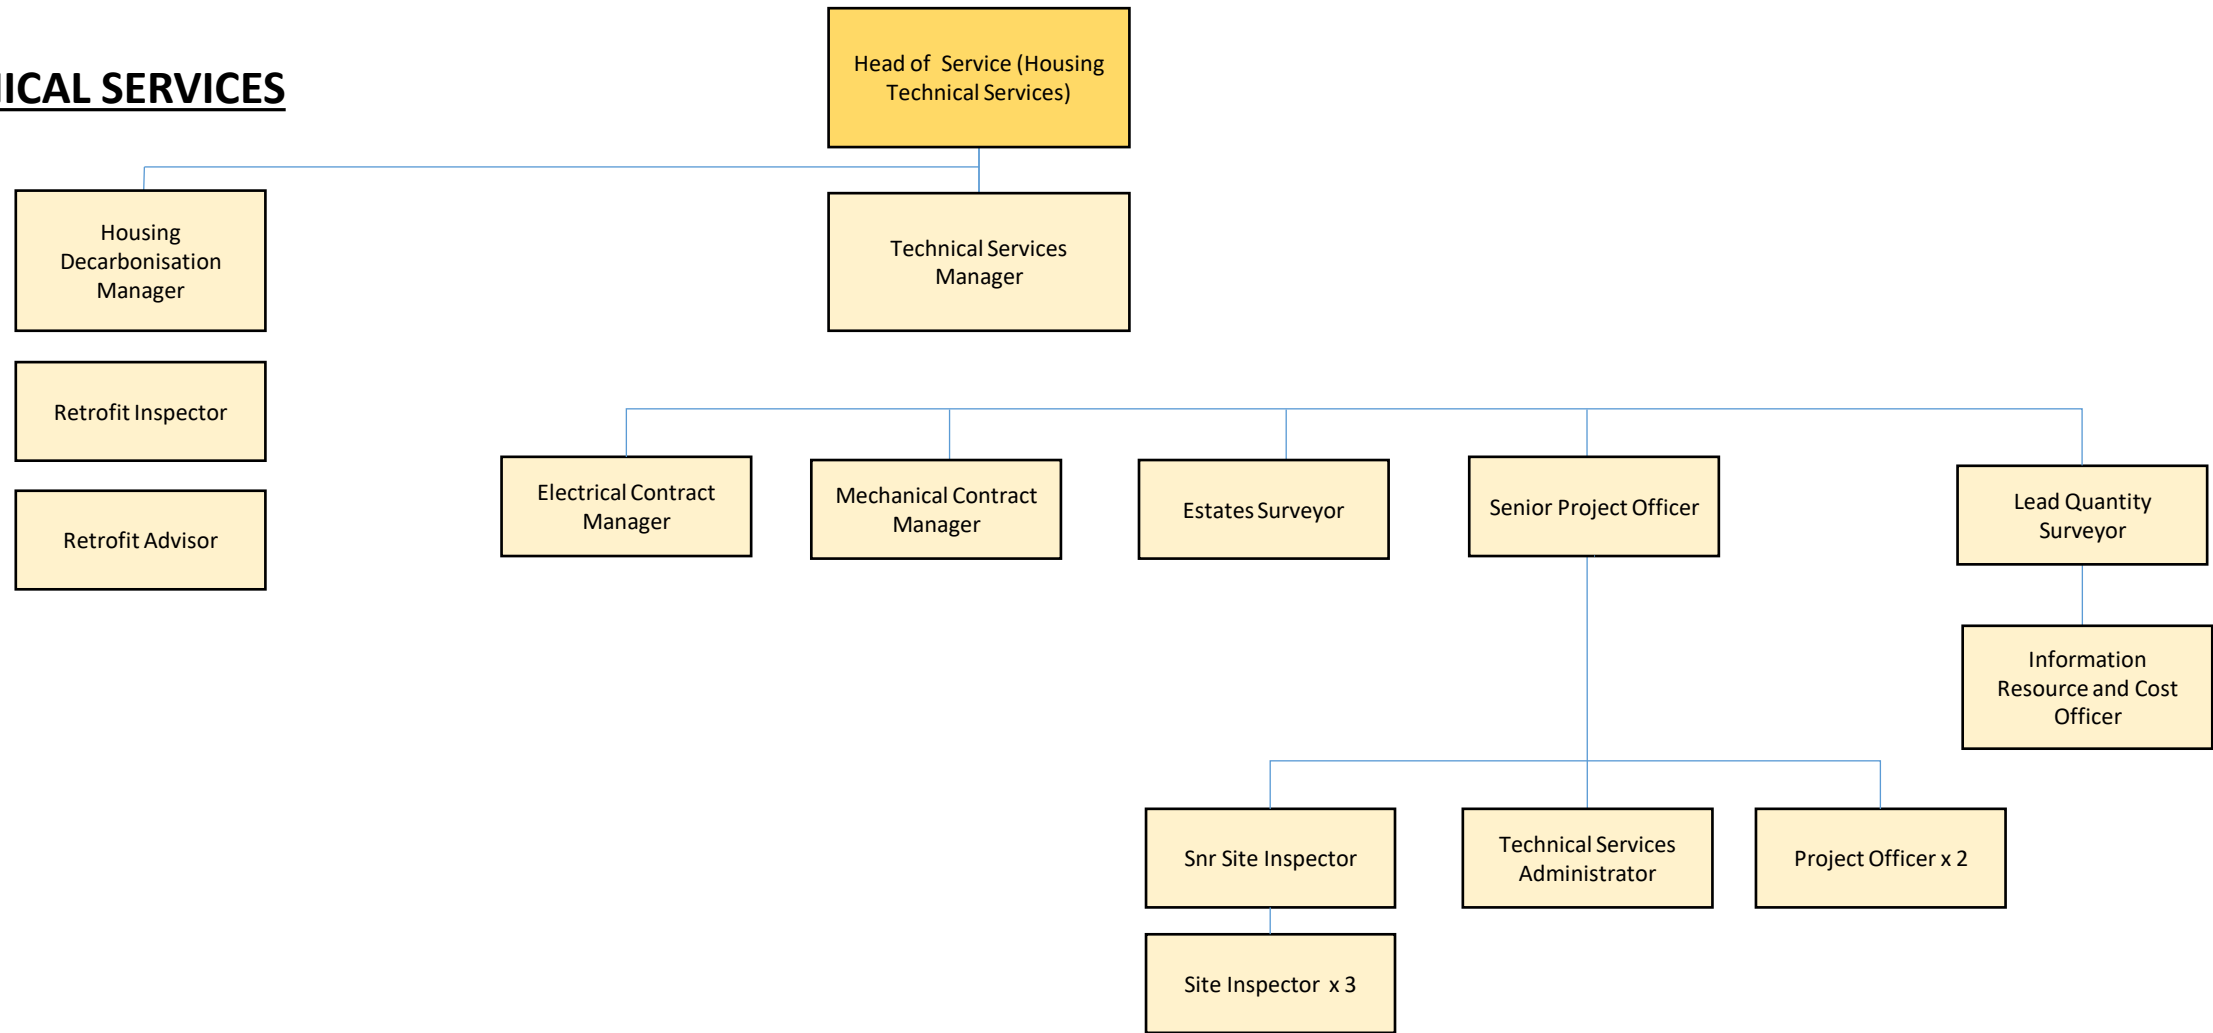 NICAL SERVICES
Head of Service (Housing
Technical Services)
Housing
Decarbonisation
Manager
Technical Services
Manager
Retrofit Inspector
Retrofit Advisor
Electrical Contract
Manager
Mechanical Contract
Manager
Estates Surveyor
Senior Project Officer
Lead Quantity
Surveyor
Information
Resource and Cost
Officer
Snr Site Inspector
Technical Services
Administrator
Project Officer x 2
Site Inspector x 3